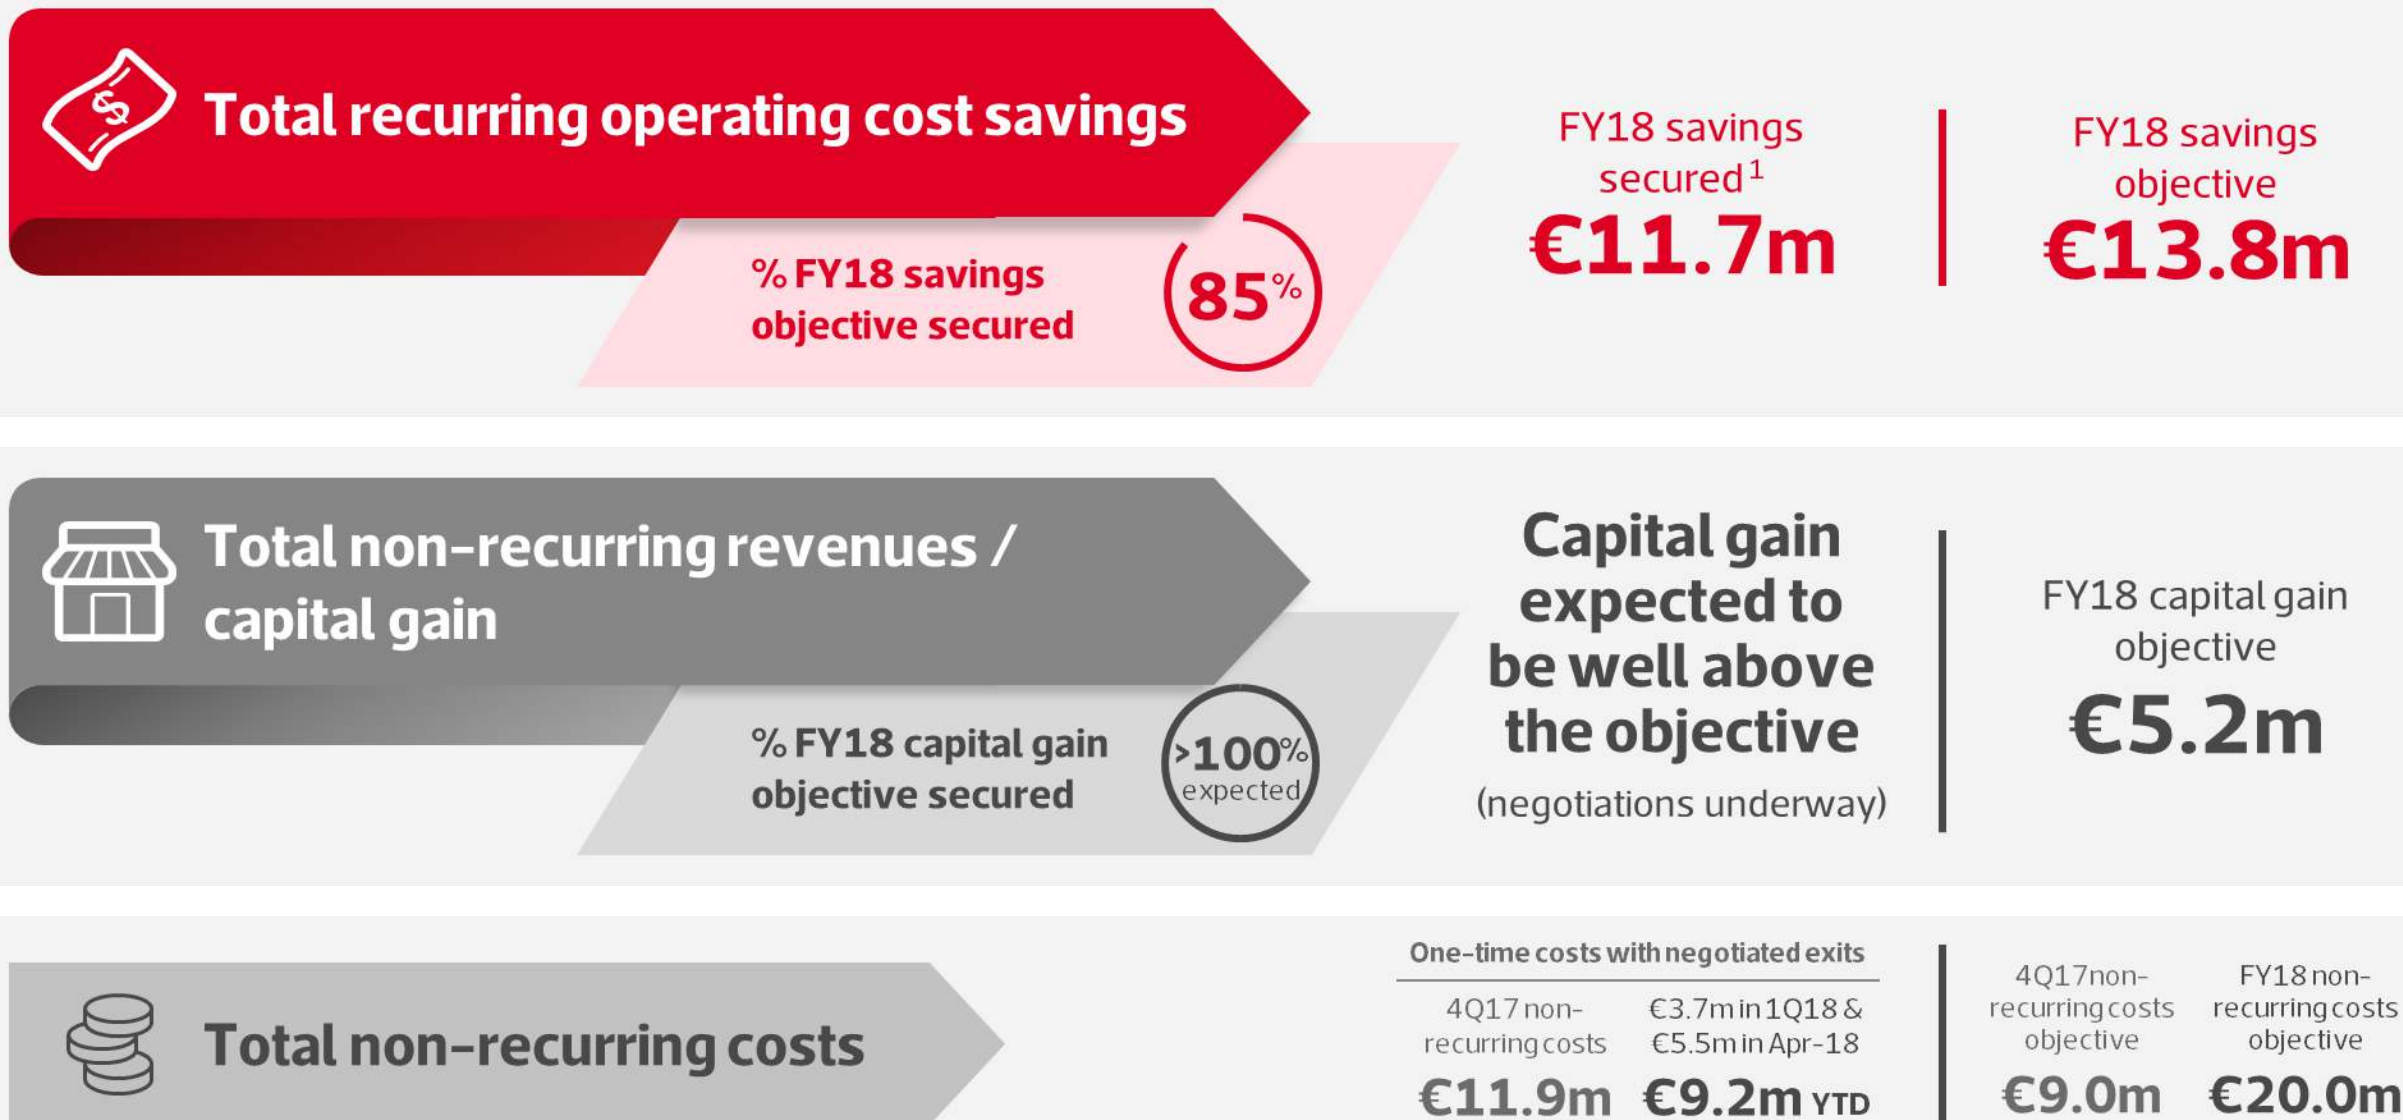 $
Total recurring operating cost savings
% FY18 savings
objective secured
85%
FY18 savings
secured1
€11.7m
FY18 savings
objective
€13.8m
Total non-recurring revenues /
capital gain
% FY18 capital gain
objective secured
>100%
expected
Capital gain
expected to
be well above
the objective
(negotiations underway)
FY18 capital gain
objective
€5.2m
Total non-recurring costs
One-time costs with negotiated exits
4Q17 non-
recurring costs
€11.9m
€3.7m in 1Q18 &
€5.5m in Apr-18
€9.2m YTD
4Q17non-
recurring costs
objective
€9.0m
FY18 non-
recurring costs
objective
€20.0m